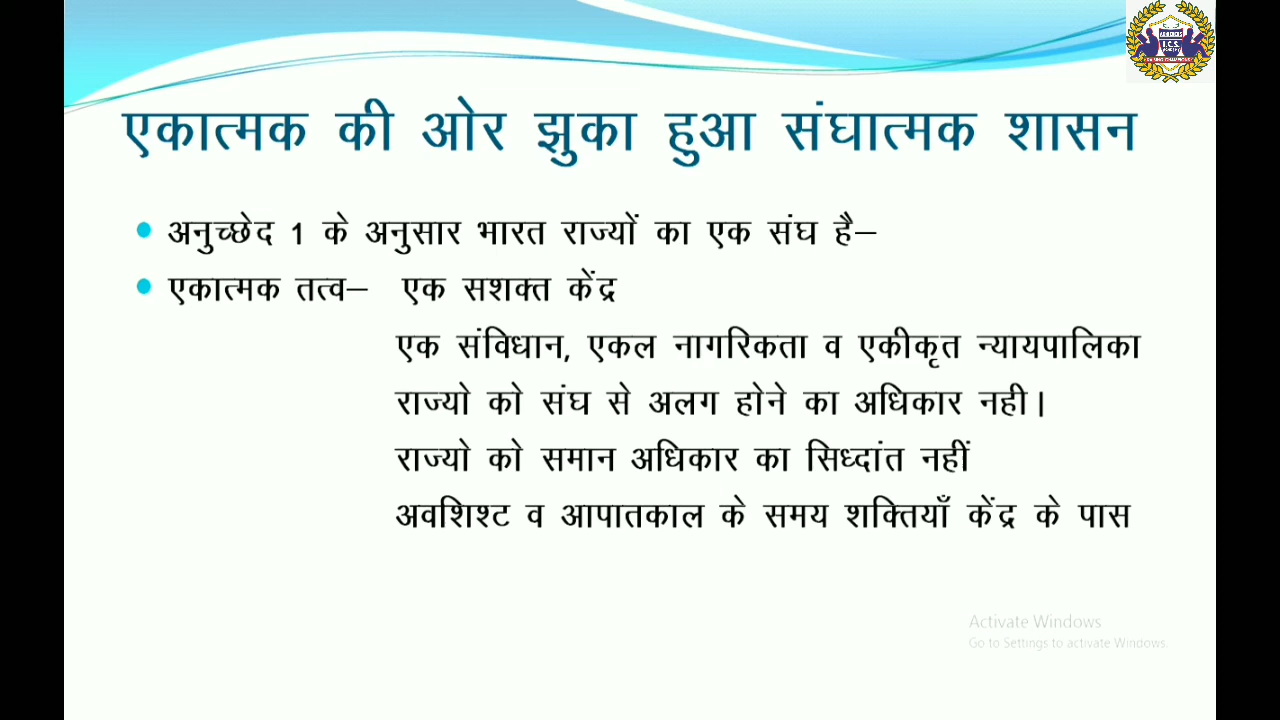 एकात्मक की ओर झुका हुआ संघात्मक शासन
अनुच्छेद 1 के अनुसार भारत राज्यों का एक संघ है–
एकात्मक तत्व– एक सशक्त केंद्र
एक संविधान, एकल नागरिकता व एकीकृत न्यायपालिका
राज्यो को संघ से अलग होने का अधिकार नही।
राज्यो को समान अधिकार का सिध्दांत नहीं
अवशिश्ट व आपातकाल के समय शक्तियाँ केंद्र के पास
Activate Windows
Go to Settings to activate Windows.